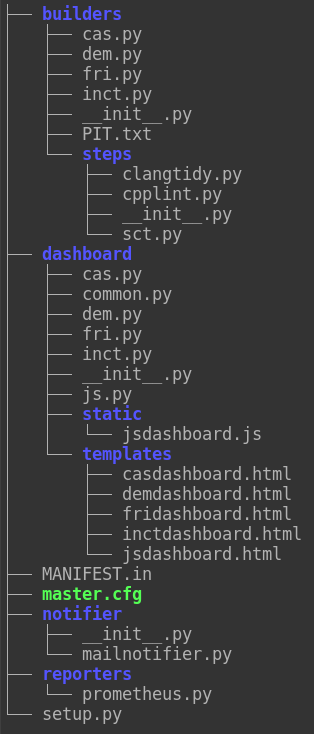 builders
cas.py
dem.py
fri.py
inct.py
__init__.py
PIT.txt
steps
clangtidy.py
cpplint.py
__init__.py
sct.py
dashboard
cas.py
common.py
dem.py
fri.py
inct.py
__init__.py
js.py
static
jsdashboard.js
templates
casdashboard.html
demdashboard.html
fridashboard.html
inctdashboard.html
jsdashboard.html
MANIFEST.in
master.cfg
notifier
__init__.py
mailnotifier.py
reporters
prometheus.py
setup.py